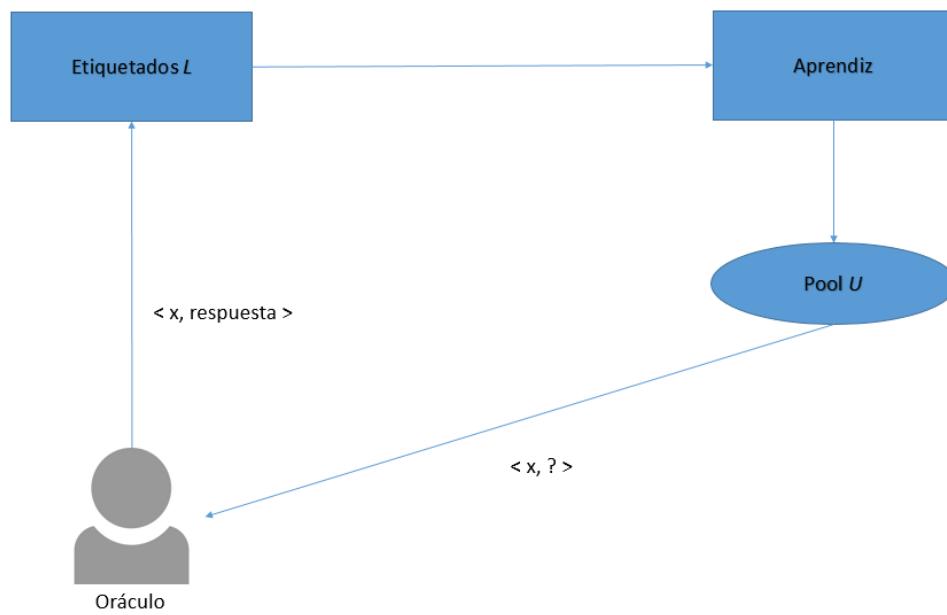 Etiquetados L
Aprendiz
Pool U
< x, respuesta >
< x, ? >
Oráculo